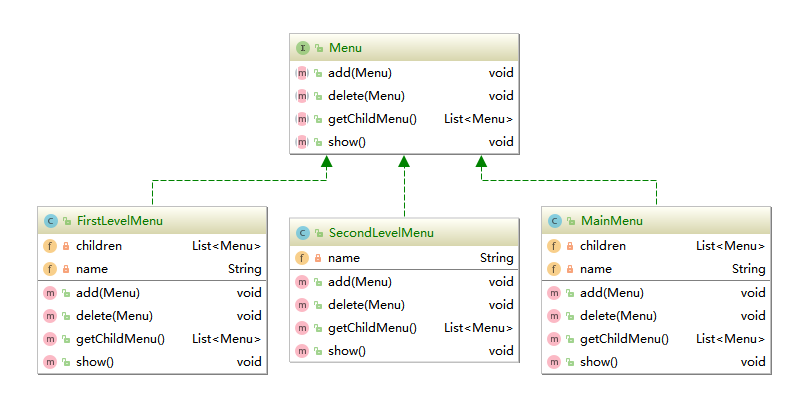 Menu
add(Menu) void
delete(Menu) void
getChildMenu() List<Menu>
show() void
FirstLevelMenu
children List<Menu>
name String
add(Menu) void
delete(Menu) void
getChildMenu() List<Menu>
show() void
SecondLevelMenu
name String
add(Menu) void
delete(Menu) void
getChildMenu() List<Menu>
show() void
MainMenu
children List<Menu>
name String
add(Menu) void
delete(Menu) void
getChildMenu() List<Menu>
show() void